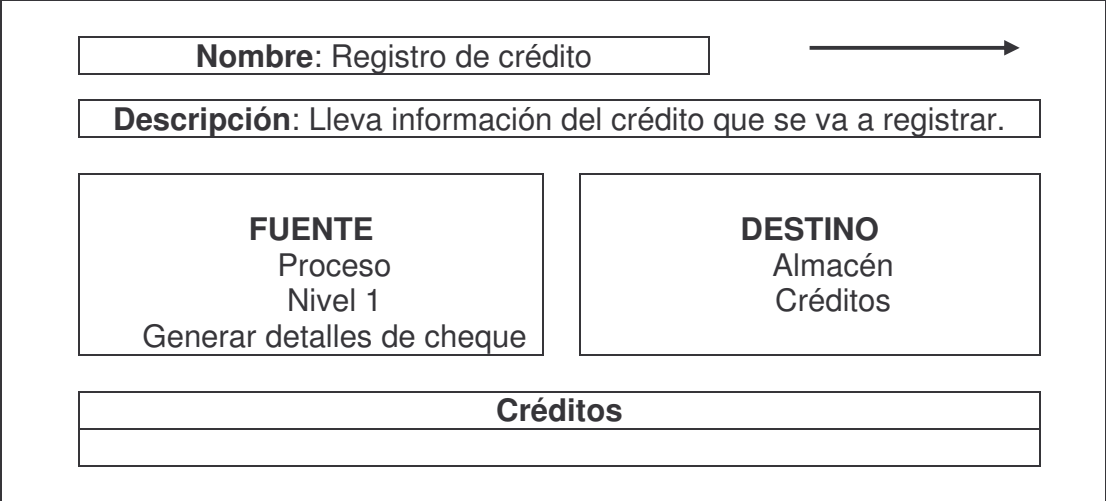 Nombre: Registro de crédito
Descripción: Lleva información del crédito que se va a registrar.
FUENTE
Proceso
Nivel 1
Generar detalles de cheque
DESTINO
Almacén
Créditos
Créditos